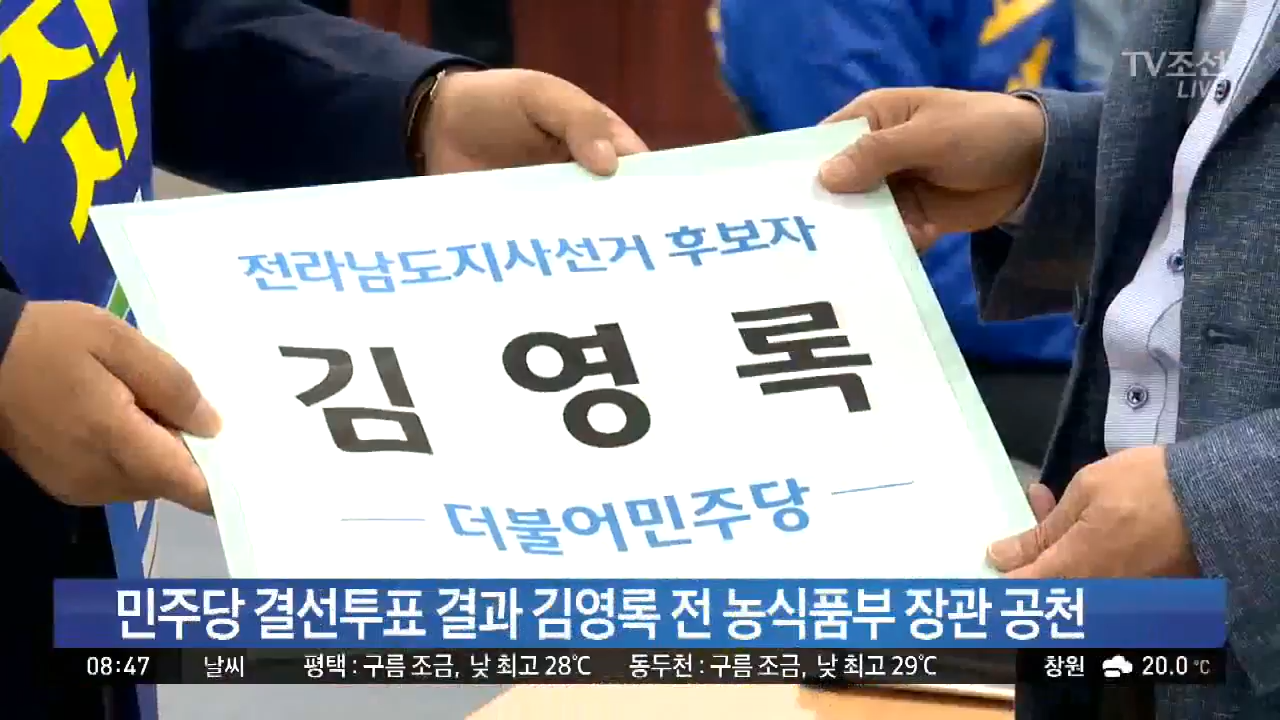 TV조선
LIVE
전라남도지사선거 후보자
김 영 록
더불어민주당
민주당 결선투표 결과 김영록 전 농식품부 장관 공천
08:47 날씨 평택 : 구름 조금, 낮 최고 28℃ 동두천 : 구름 조금, 낮 최고 29℃ 창원 20.0 ℃